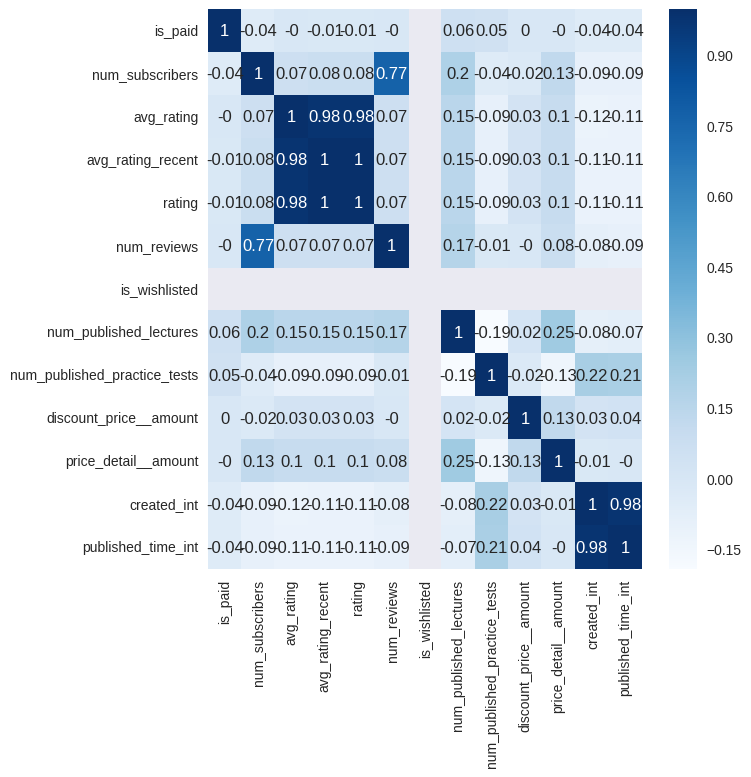 is_paid 1 -0.04 -0 -0.01 -0.01 -0 0.06 0.05 0 -0 -0.04 -0.04
num_subscribers -0.04 1 0.07 0.08 0.08 0.77 0.2 -0.04 -0.02 0.13 -0.09 -0.09
avg_rating -0 0.07 1 0.98 0.98 0.07 0.15 -0.09 0.03 0.1 -0.12 -0.11
avg_rating_recent -0.01 0.08 0.98 1 1 0.07 0.15 -0.09 0.03 0.1 -0.11 -0.11
rating -0.01 0.08 0.98 1 1 0.07 0.15 -0.09 0.03 0.1 -0.11 -0.11
num_reviews -0 0.77 0.07 0.07 0.07 1 0.17 -0.01 -0 0.08 -0.08 -0.09
is_wishlisted
num_published_lectures 0.06 0.2 0.15 0.15 0.15 0.17 1 -0.19 0.02 0.25 -0.08 -0.07
num_published_practice_tests 0.05 -0.04 -0.09 -0.09 -0.09 -0.01 -0.19 1 -0.02 -0.13 0.22 0.21
discount_price__amount 0 -0.02 0.03 0.03 0.03 -0 0.02 -0.02 1 0.13 0.03 0.04
price_detail__amount -0 0.13 0.1 0.1 0.1 0.08 0.25 -0.13 0.13 1 -0.01 -0
created_int -0.04 -0.09 -0.12 -0.11 -0.11 -0.08 -0.08 0.22 0.03 -0.01 1 0.98
published_time_int -0.04 -0.09 -0.11 -0.11 -0.11 -0.09 -0.07 0.21 0.04 -0 0.98 1
is_paid
num_subscribers
avg_rating
avg_rating_recent
rating
num_reviews
is_wishlisted
num_published_lectures
num_published_practice_tests
discount_price__amount
price_detail__amount
created_int
published_time_int
0.90
0.75
0.60
0.45
0.30
0.15
0.00
−0.15